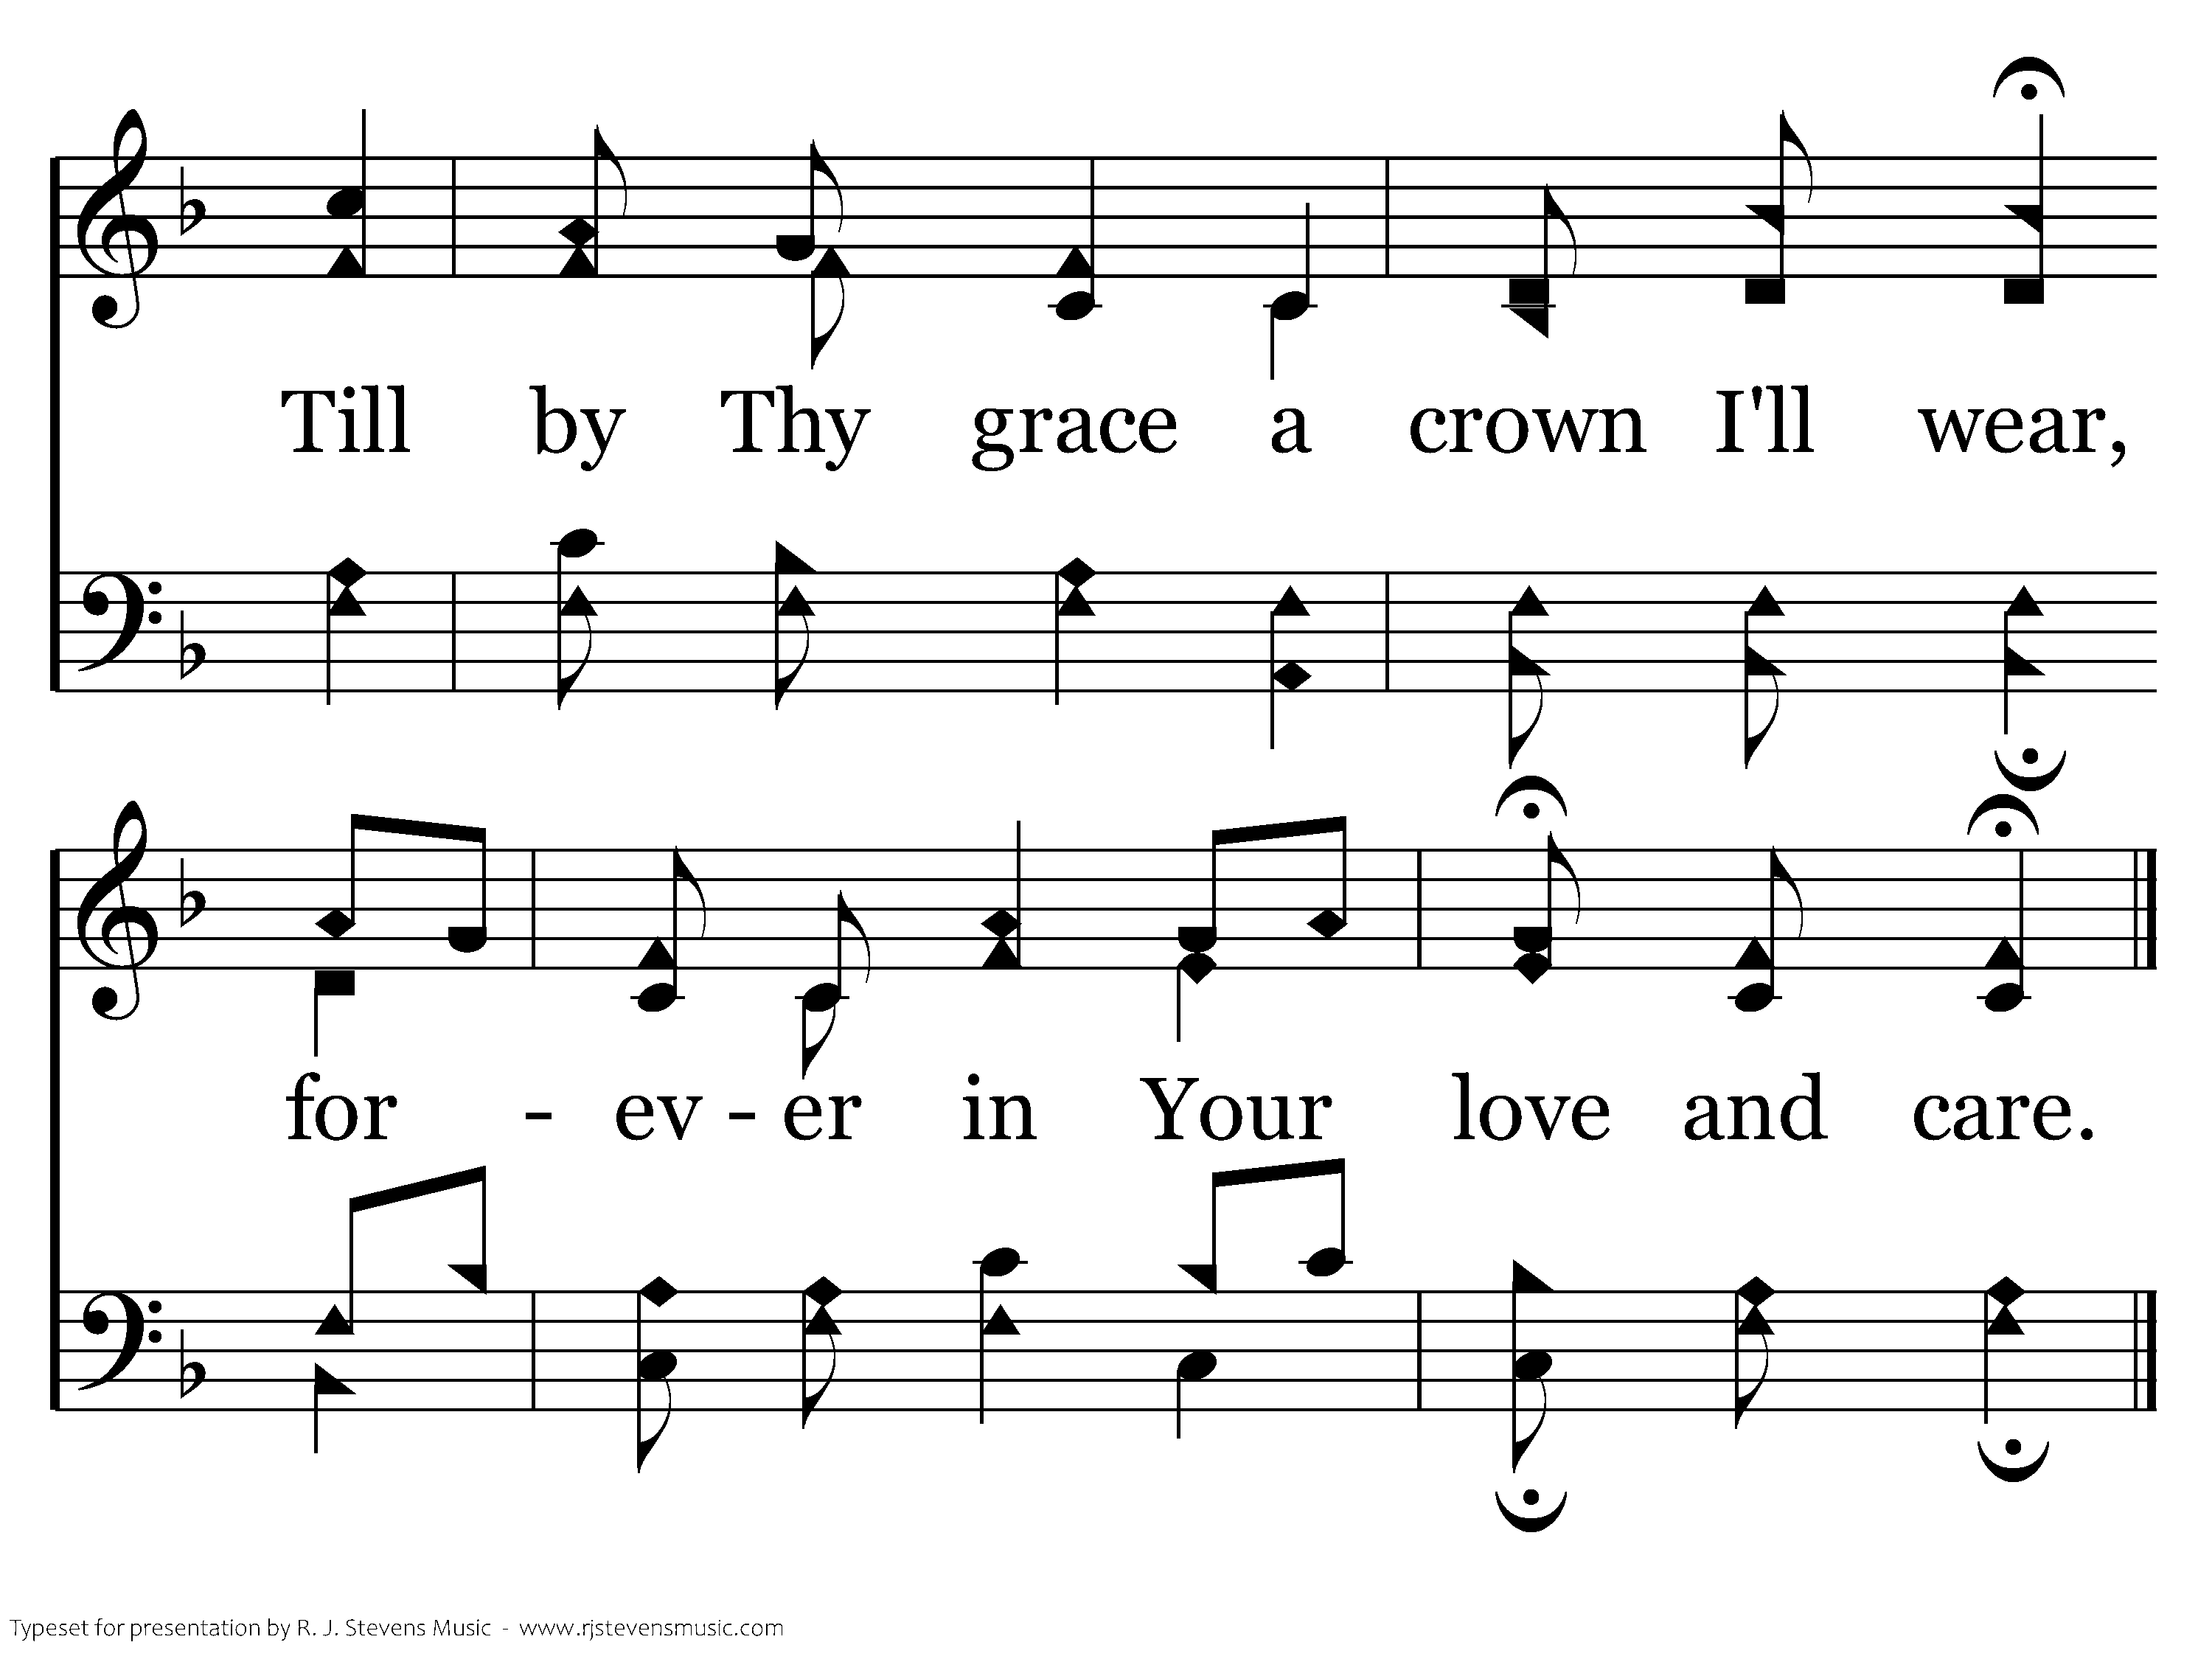 Till by Thy grace a crown I'll wear,
for - ev - er in Your love and care.
Typeset for presentation by R. J. Stevens Music - www.rjstevensmusic.com